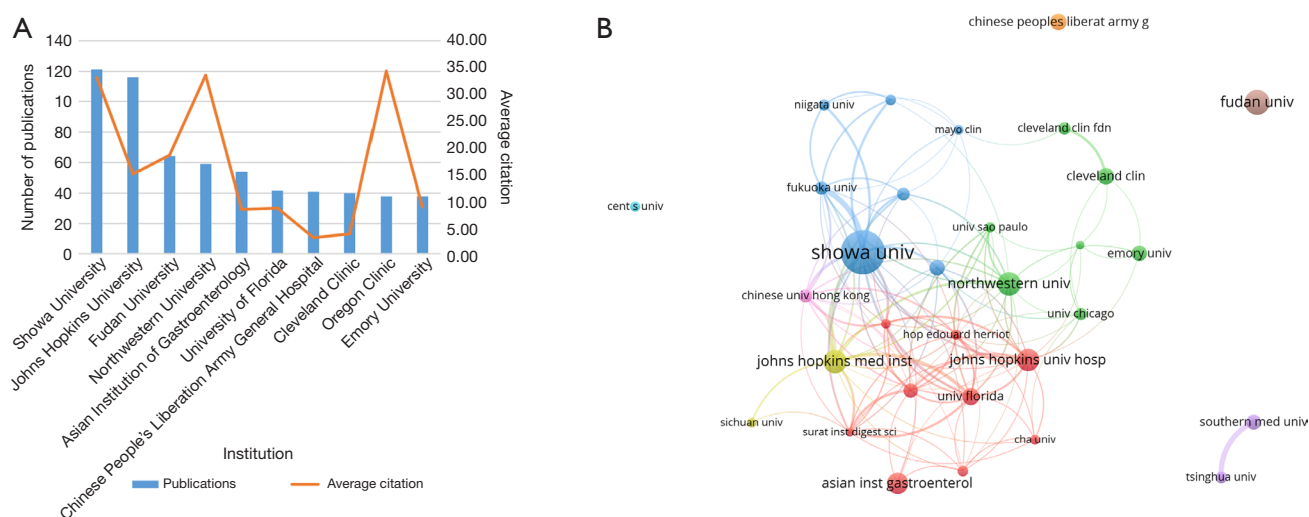 A
Number of publications
140
120
10
80
60
40
20
0
40.00
35.00
30.00
25.00
20.00
15.00
10.00
5.00
0.00
Average citation
Showa University
Johns Hopkins University
Fudan University
Northwestern University
Asian Institution of Gastroenterology
University of Florida
Chinese People's Liberation Army General Hospital
Cleveland Clinic
Oregon Clinic
Emory University
Institution
Publications
Average citation
B
chinese peoples liberat army g
fudan univ
niigata univ
mayo clin
cleveland clin fdn
fukuoka univ
cleveland clin
cent s univ
univ sao paulo
showa univ
emory univ
northwestern univ
chinese univ hong kong
univ chicago
hop edouard herriot
johns hopkins med inst
johns hopkins univ hosp
univ florida
sichuan univ
surat inst digest sci
cha univ
southern med univ
tsinghua univ
asian inst gastroenterol